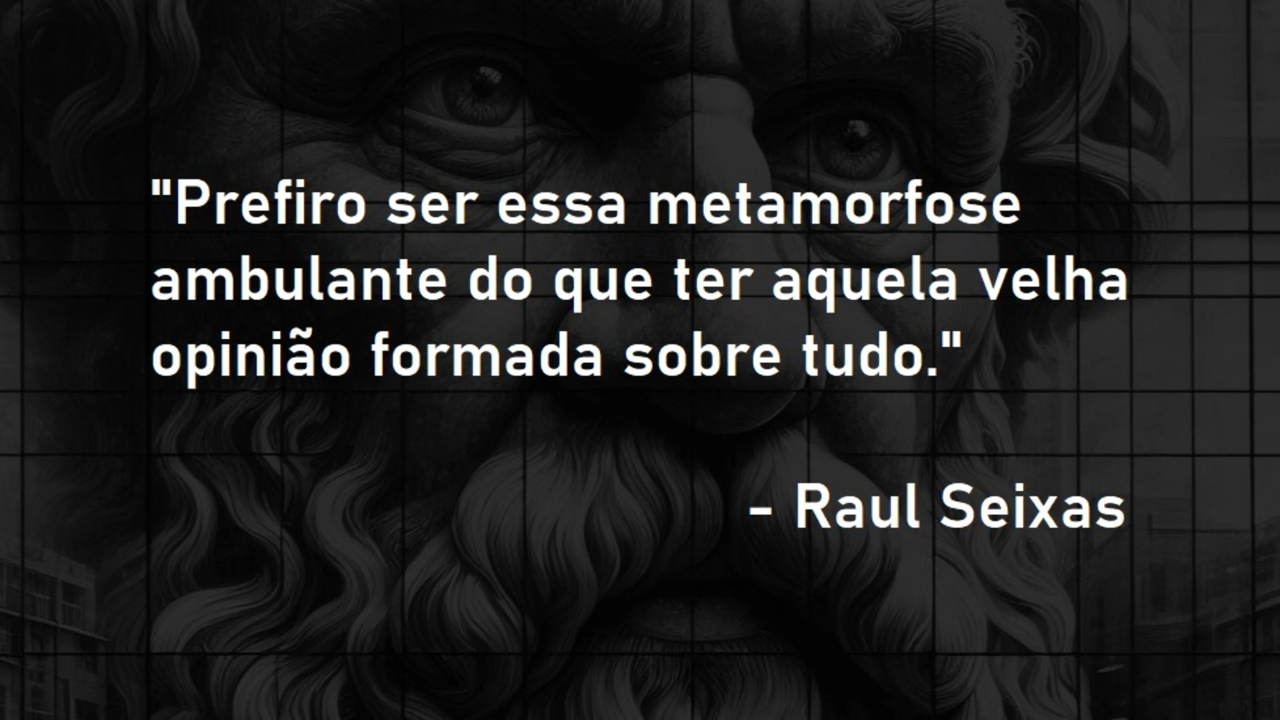 "Prefiro ser essa metamorfose
ambulante do que ter aquela velha
opinião formada sobre tudo."
- Raul Seixas